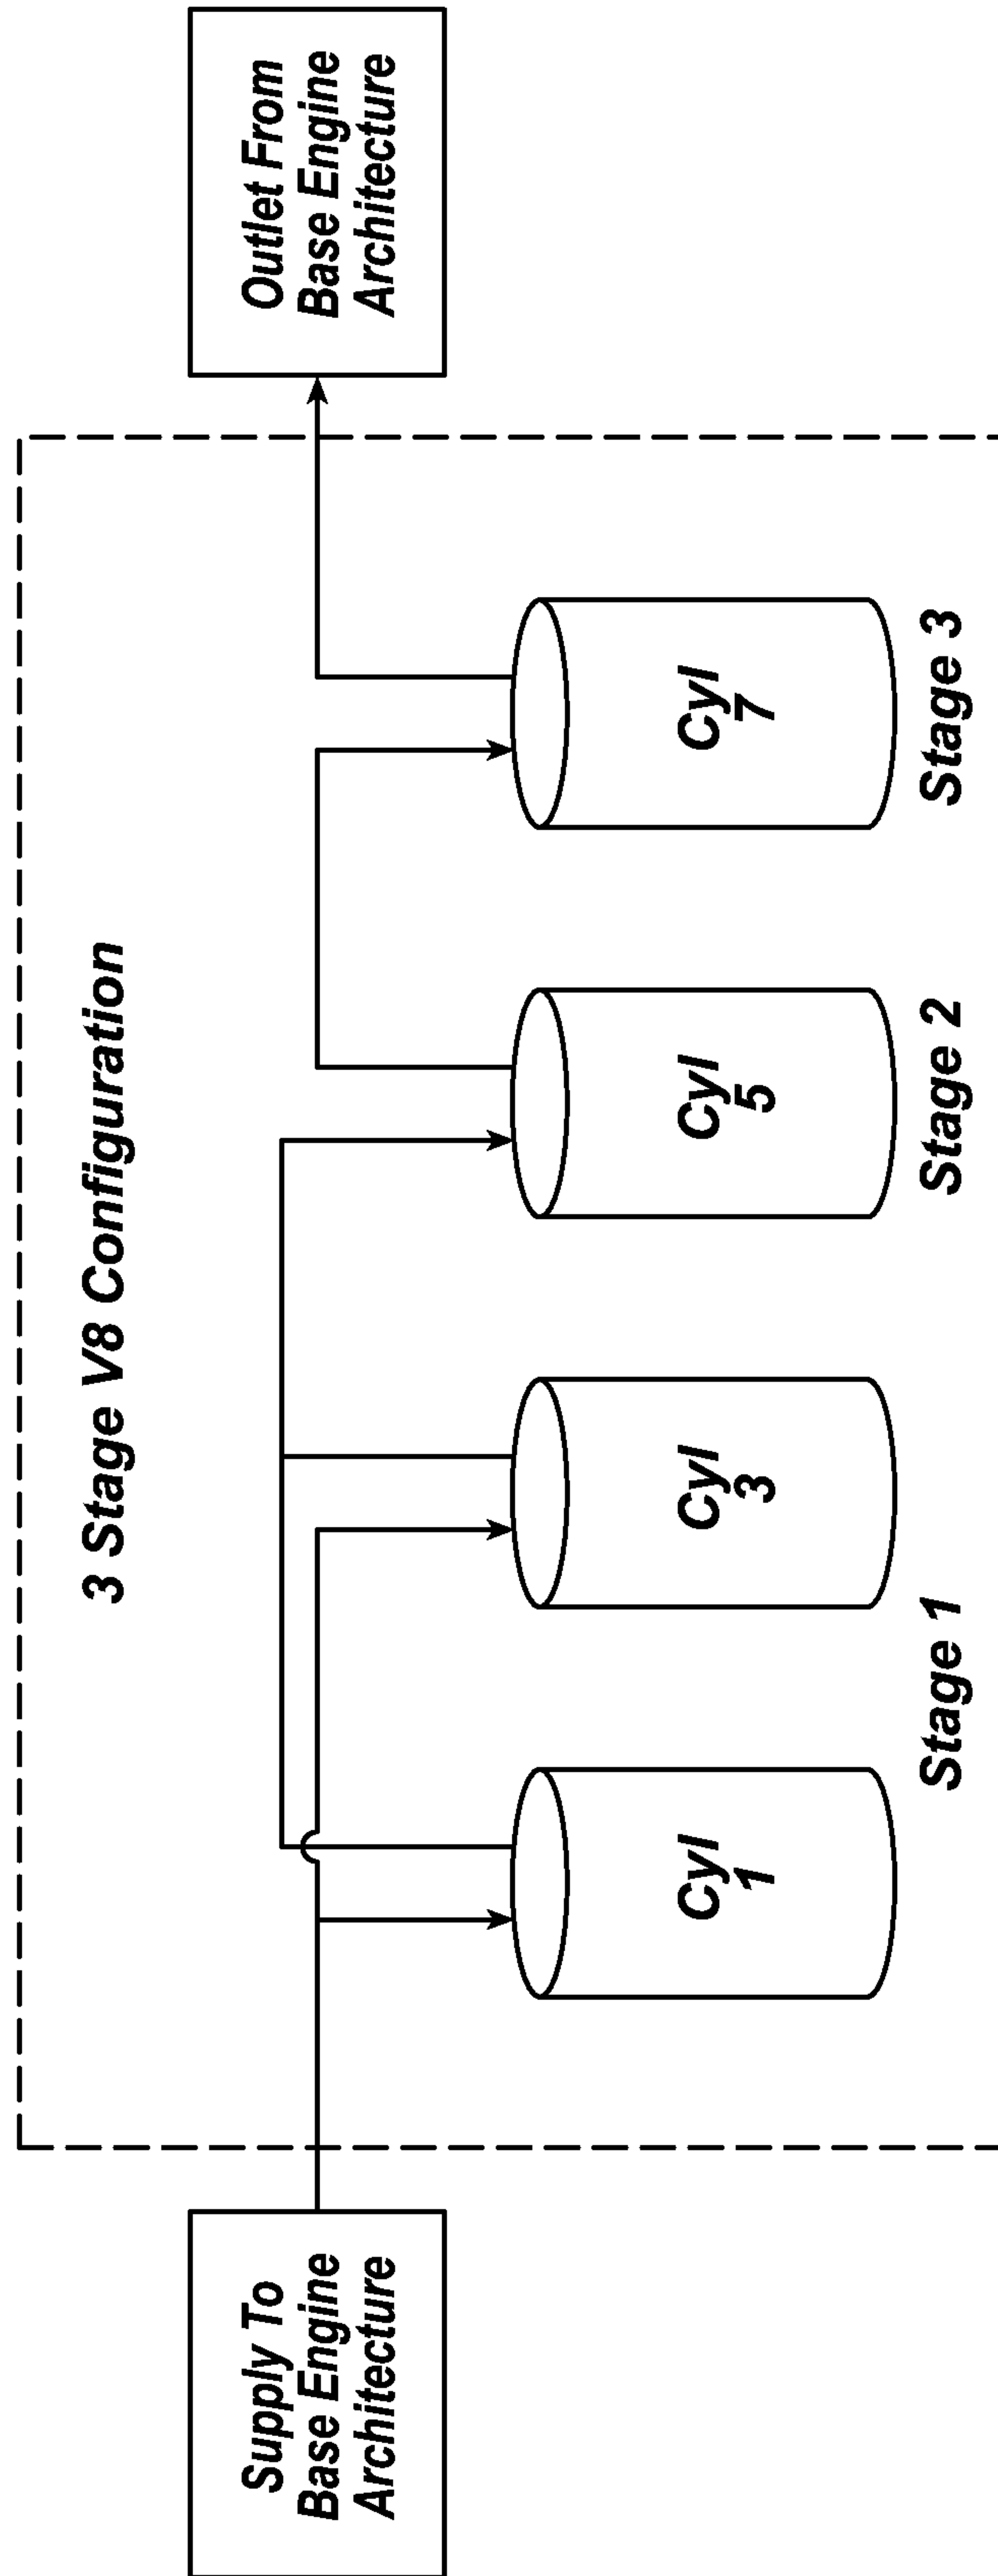 3 Stage V8 Configuration
Supply To
Base Engine
Architecture
Outlet From
Base Engine
Architecture
Cyl
1
Cyl
3
Cyl
5
Cyl
7
Stage 1
Stage 2
Stage 3